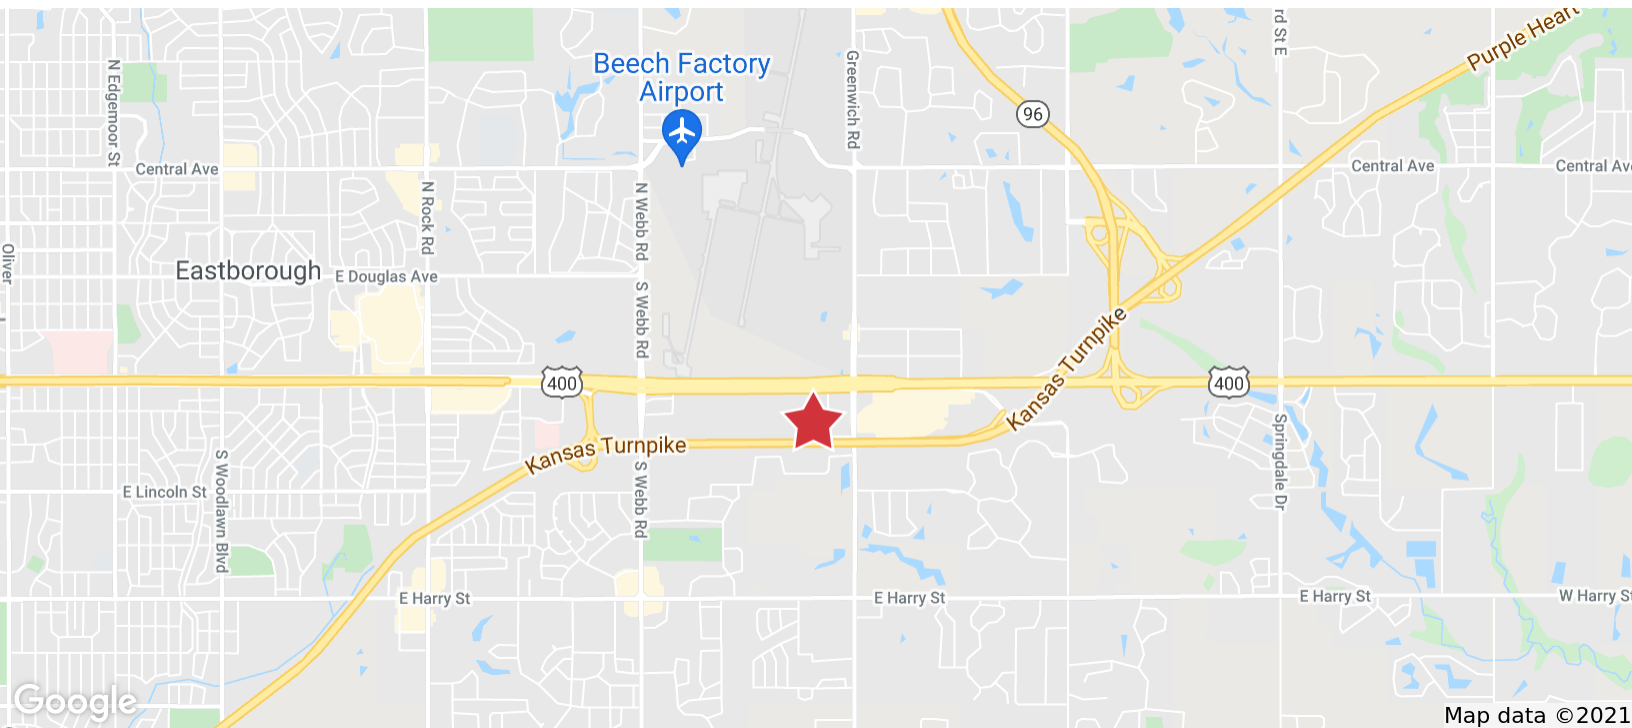 rd St E
Purple Heart
N Edgemoor St
Beech Factory
Airport
Greenwich Rd
96
Central Ave
Central Ave
Central Ave
N Rock Rd
N Webb Rd
Oliver
Eastborough
E Douglas Ave
S Webb Rd
Kansas Turnpike
400
400
Kansas Turnpike
S Webb Rd
Springdale Dr
E Lincoln St
S Woodlawn Blvd
E Harry St
E Harry St
E Harry St
W Harry St
Google
Map data ©2021